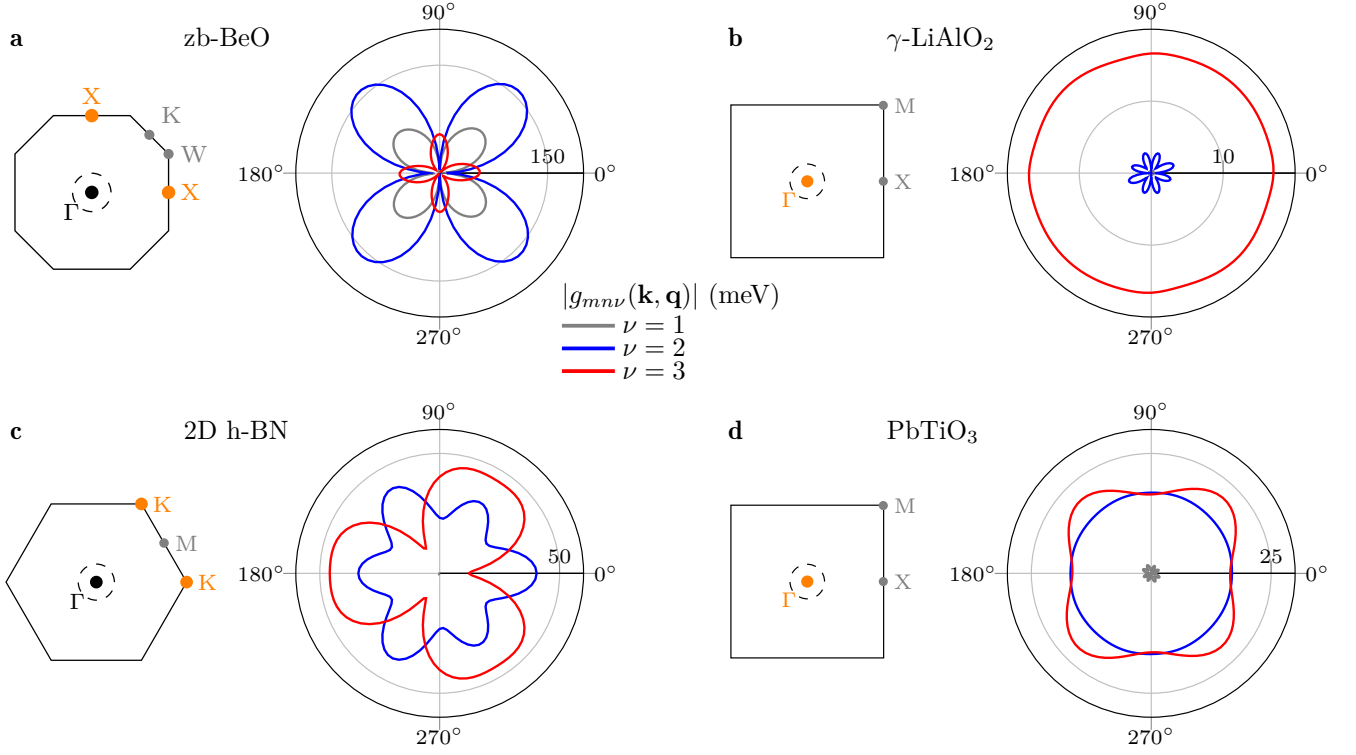 a zb-BeO
X
K
W
X
Γ
90°
180°
150
0°
270°
b γ-LiAlO₂
M
X
Γ
90°
180°
10
0°
270°
|gₘₙᵥ(k, q)| (meV)
ν = 1
ν = 2
ν = 3
c 2D h-BN
K
M
K
Γ
90°
180°
50
0°
270°
d PbTiO₃
M
X
Γ
90°
180°
25
0°
270°